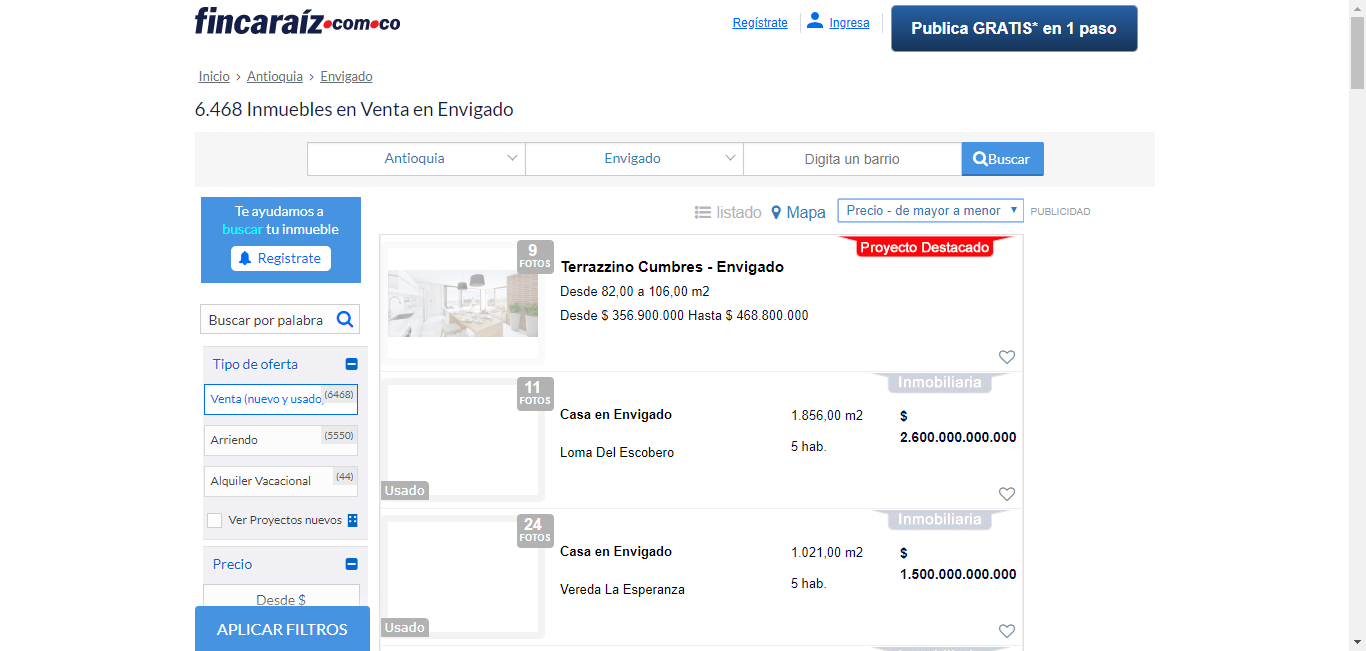 fincaraíz.com.co
Regístrate
Ingresa
Publica GRATIS* en 1 paso
Inicio › Antioquia › Envigado
6.468 Inmuebles en Venta en Envigado
Antioquia
Envigado
Digita un barrio
Buscar
Te ayudamos a
buscar tu inmueble
Registrate
listado
Mapa
Precio - de mayor a menor
PUBLICIDAD
Buscar por palabra
Tipo de oferta
Venta (nuevo y usado) (6468)
Arriendo (5550)
Alquiler Vacacional (44)
Ver Proyectos nuevos
Precio
Desde $
APLICAR FILTROS
9
FOTOS
Proyecto Destacado
Terrazzino Cumbres - Envigado
Desde 82,00 a 106,00 m2
Desde $ 356.900.000 Hasta $ 468.800.000
11
FOTOS
Usado
Inmobiliaria
Casa en Envigado
Loma Del Escobero
1.856,00 m2
5 hab.
$
2.600.000.000.000
24
FOTOS
Usado
Inmobiliaria
Casa en Envigado
Vereda La Esperanza
1.021,00 m2
5 hab.
$
1.500.000.000.000